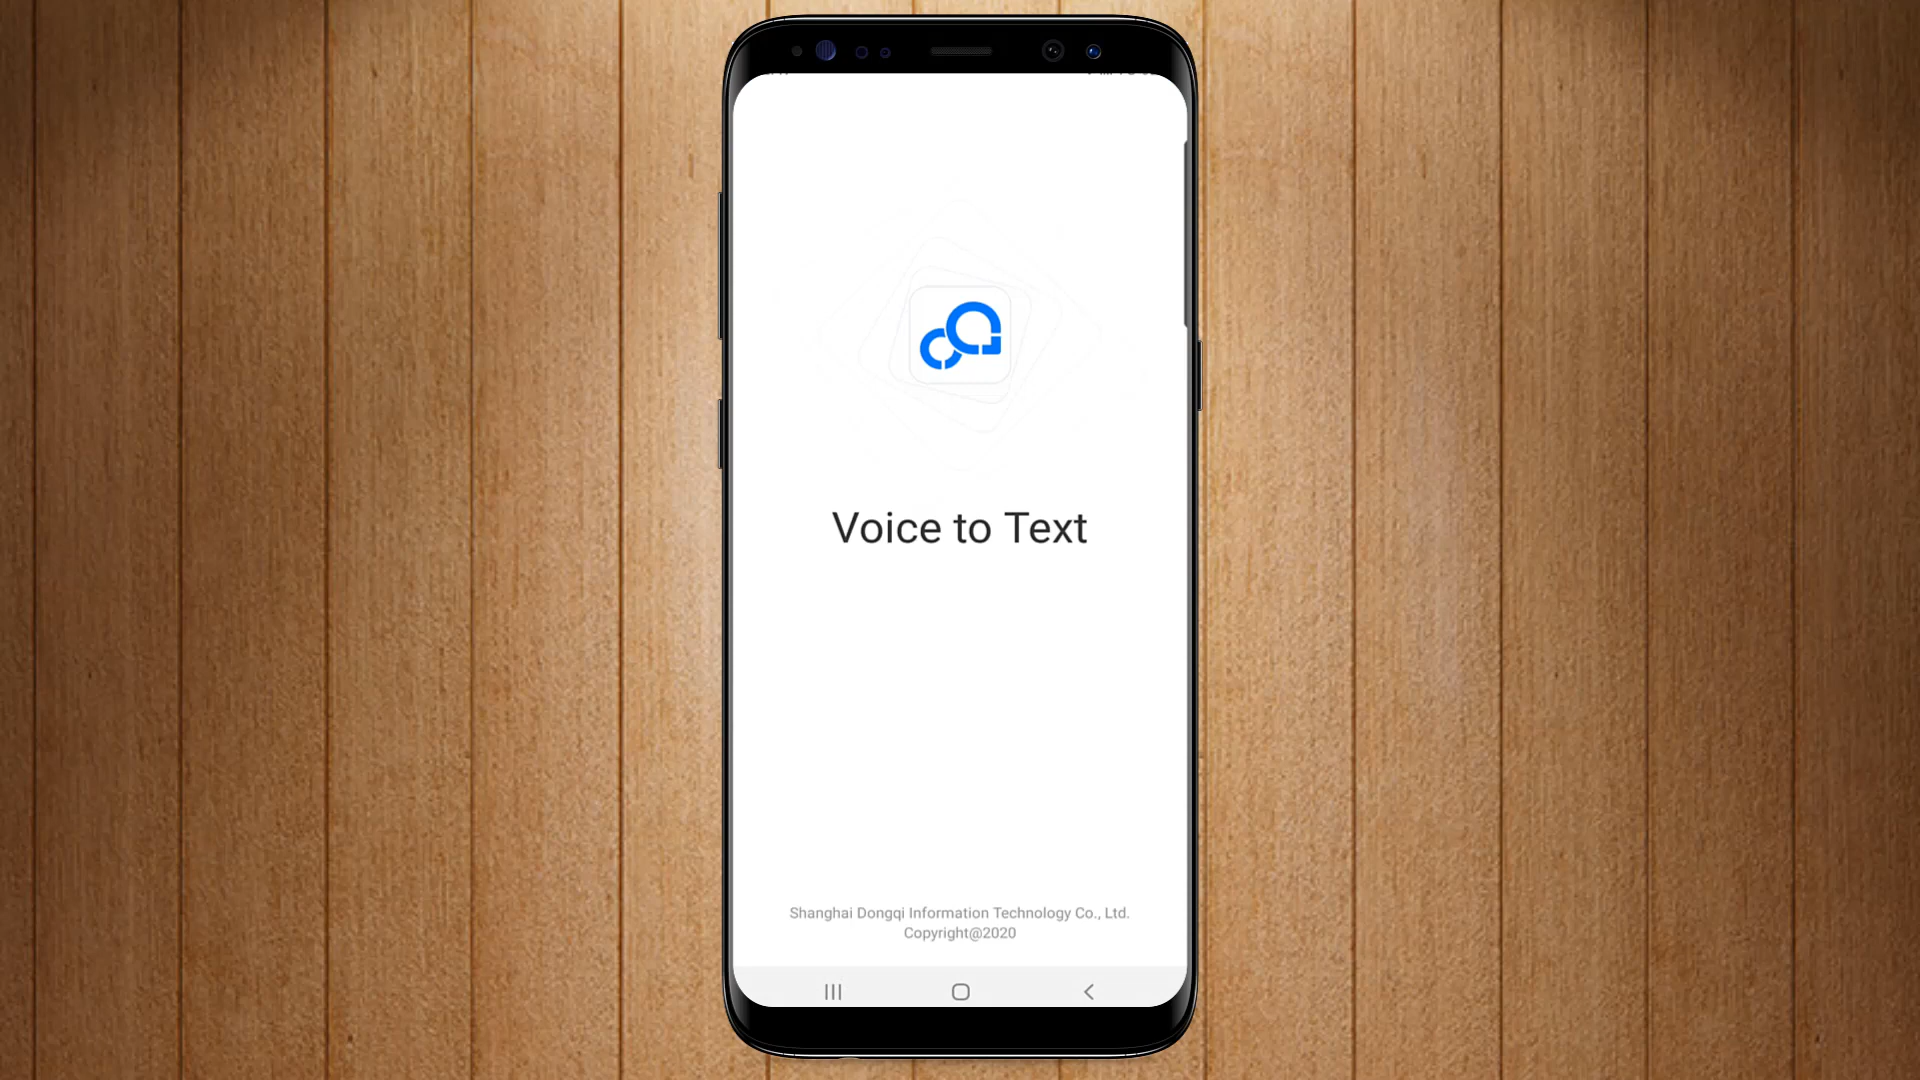 Voice to Text
Shanghai Dongqi Information Technology Co., Ltd.
Copyright@2020